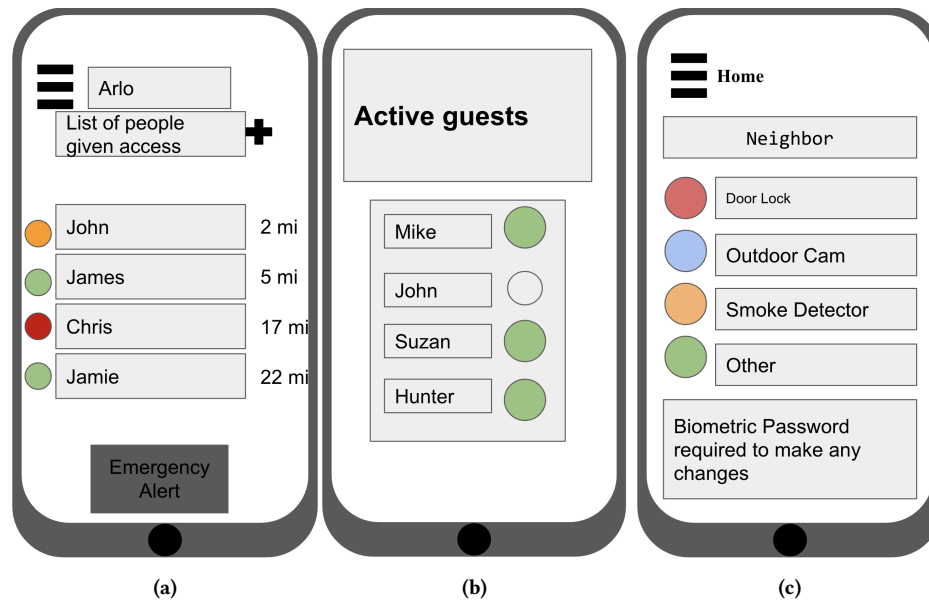 Arlo
List of people
given access
John 2 mi
James 5 mi
Chris 17 mi
Jamie 22 mi
Emergency
Alert
(a)
Active guests
Mike
John
Suzan
Hunter
(b)
Home
Neighbor
Door Lock
Outdoor Cam
Smoke Detector
Other
Biometric Password
required to make any
changes
(c)